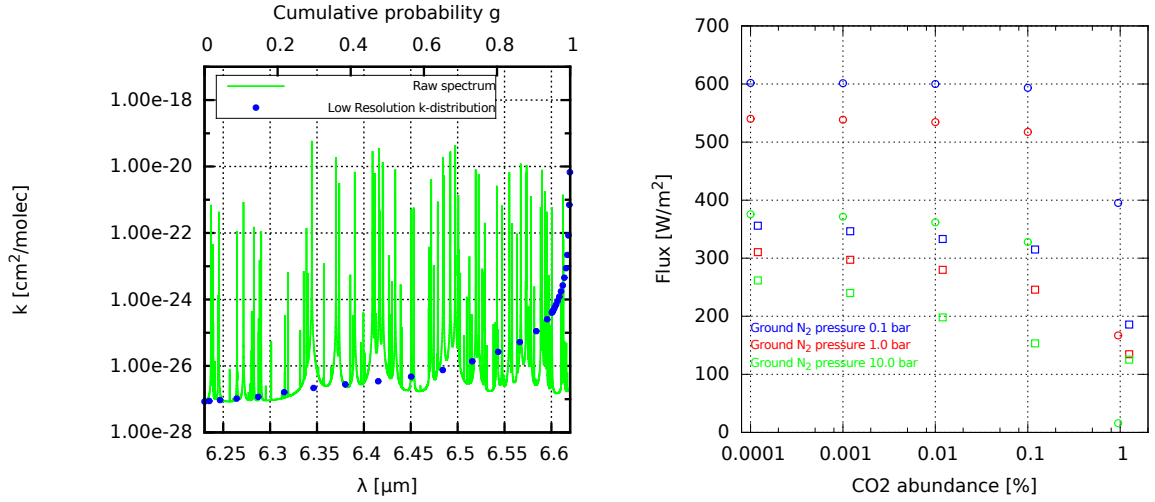 Cumulative probability g
0 0.2 0.4 0.6 0.8 1
Raw spectrum
Low Resolution k-distribution
1.00e-18
1.00e-20
1.00e-22
1.00e-24
1.00e-26
1.00e-28
k [cm²/molec]
6.25 6.3 6.35 6.4 6.45 6.5 6.55 6.6
λ [μm]
700
600
500
400
300
200
100
0
Flux [W/m²]
Ground N₂ pressure 0.1 bar
Ground N₂ pressure 1.0 bar
Ground N₂ pressure 10.0 bar
0.0001 0.001 0.01 0.1 1
CO2 abundance [%]